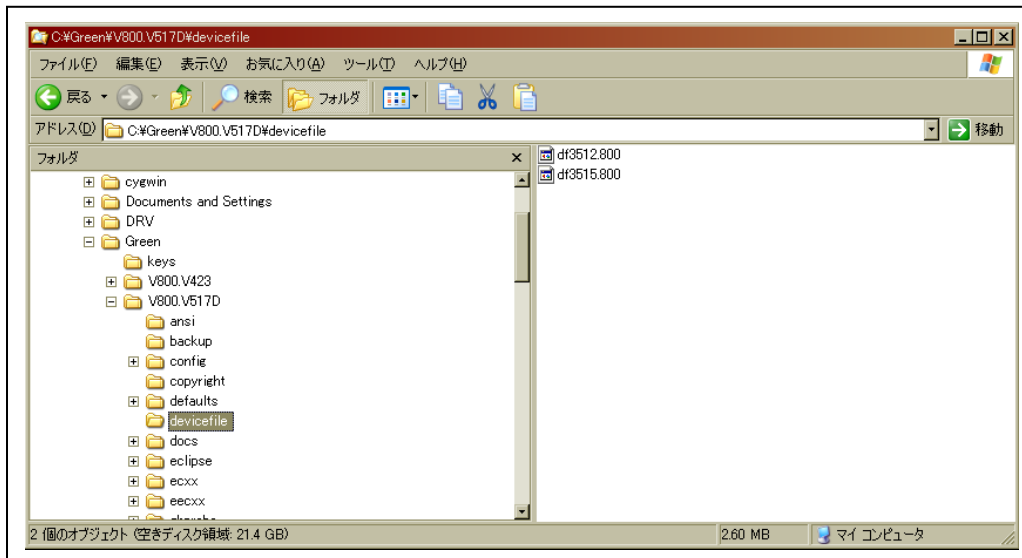 C:¥Green¥V800.V517D¥devicefile
ファイル(F) 編集(E) 表示(V) お気に入り(A) ツール(T) ヘルプ(H)
戻る 検索 フォルダ
アドレス(D) C:¥Green¥V800.V517D¥devicefile 移動
フォルダ
cygwin
Documents and Settings
DRV
Green
keys
V800.V423
V800.V517D
ansi
backup
config
copyright
defaults
devicefile
docs
eclipse
ecxx
eecxx
df3512.800
df3515.800
2 個のオブジェクト (空きディスク領域: 21.4 GB) 2.60 MB マイ コンピュータ